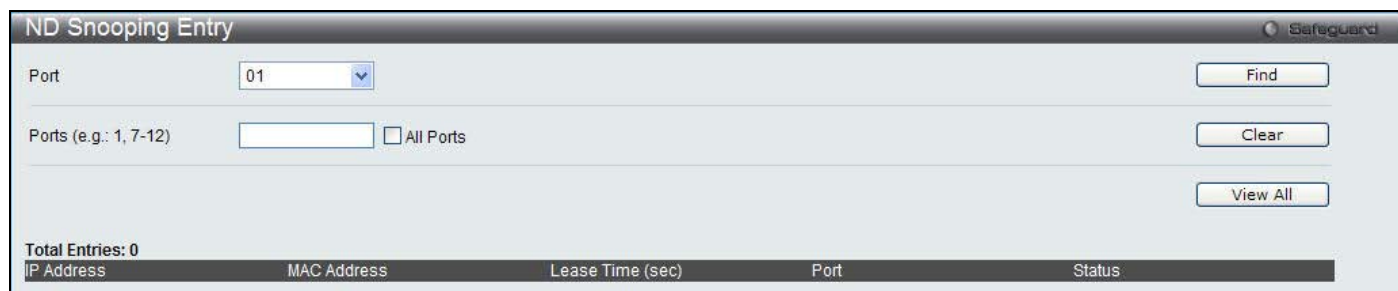 ND Snooping Entry
Safeguard
Port 01 Find
Ports (e.g.: 1, 7-12) All Ports Clear
View All
Total Entries: 0
IP Address MAC Address Lease Time (sec) Port Status